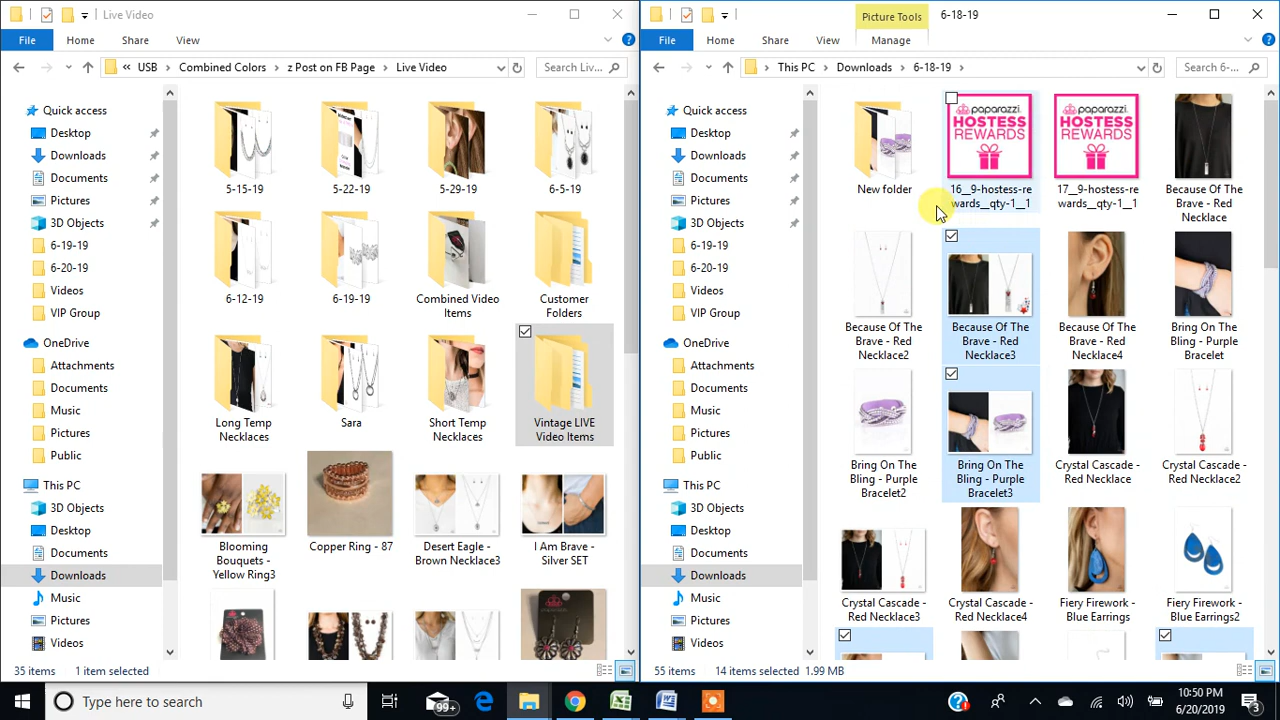 Live Video
File Home Share View
« USB > Combined Colors > z Post on FB Page > Live Video
Search Liv...
Quick access
Desktop
Downloads
Documents
Pictures
3D Objects
6-19-19
6-20-19
Videos
VIP Group
OneDrive
Attachments
Documents
Music
Pictures
Public
This PC
3D Objects
Desktop
Documents
Downloads
Music
Pictures
Videos
5-15-19
5-22-19
5-29-19
6-5-19
6-12-19
6-19-19
Combined Video
Items
Customer
Folders
Long Temp
Necklaces
Sara
Short Temp
Necklaces
Vintage LIVE
Video Items
Blooming
Bouquets -
Yellow Ring3
Copper Ring - 87
Desert Eagle -
Brown Necklace3
I Am Brave -
Silver SET
35 items 1 item selected
Picture Tools
6-18-19
File Home Share View Manage
> This PC > Downloads > 6-18-19 >
Search 6-...
Quick access
Desktop
Downloads
Documents
Pictures
3D Objects
6-19-19
6-20-19
Videos
VIP Group
OneDrive
Attachments
Documents
Music
Pictures
Public
This PC
3D Objects
Desktop
Documents
Downloads
Music
Pictures
Videos
New folder
paparazzi
HOSTESS
REWARDS
16__9-hostess-re
wards__qty-1__1
paparazzi
HOSTESS
REWARDS
17__9-hostess-re
wards__qty-1__1
Because Of The
Brave - Red
Necklace
Because Of The
Brave - Red
Necklace2
Because Of The
Brave - Red
Necklace3
Because Of The
Brave - Red
Necklace4
Bring On The
Bling - Purple
Bracelet
Bring On The
Bling - Purple
Bracelet2
Bring On The
Bling - Purple
Bracelet3
Crystal Cascade -
Red Necklace
Crystal Cascade -
Red Necklace2
Crystal Cascade -
Red Necklace3
Crystal Cascade -
Red Necklace4
Fiery Firework -
Blue Earrings
Fiery Firework -
Blue Earrings2
55 items 14 items selected 1.99 MB
Type here to search
99+
10:50 PM
6/20/2019
3